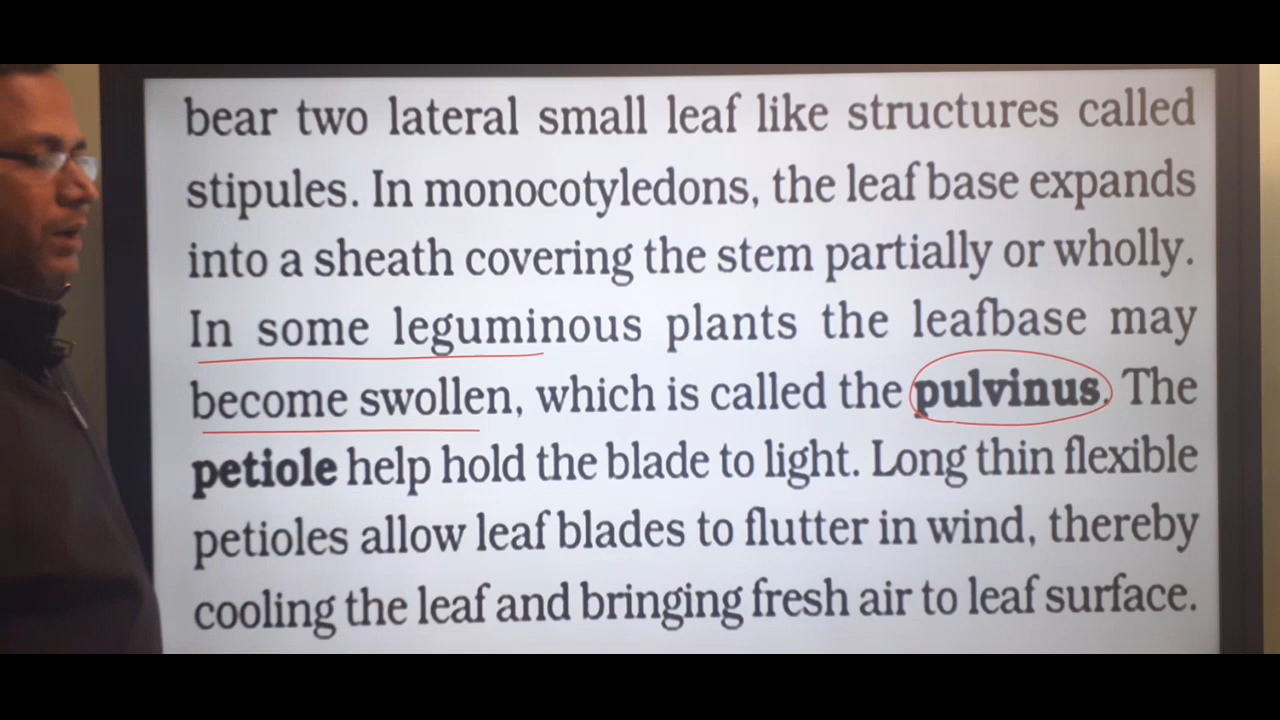 bear two lateral small leaf like structures called
stipules. In monocotyledons, the leaf base expands
into a sheath covering the stem partially or wholly.
In some leguminous plants the leafbase may
become swollen, which is called the pulvinus. The
petiole help hold the blade to light. Long thin flexible
petioles allow leaf blades to flutter in wind, thereby
cooling the leaf and bringing fresh air to leaf surface.